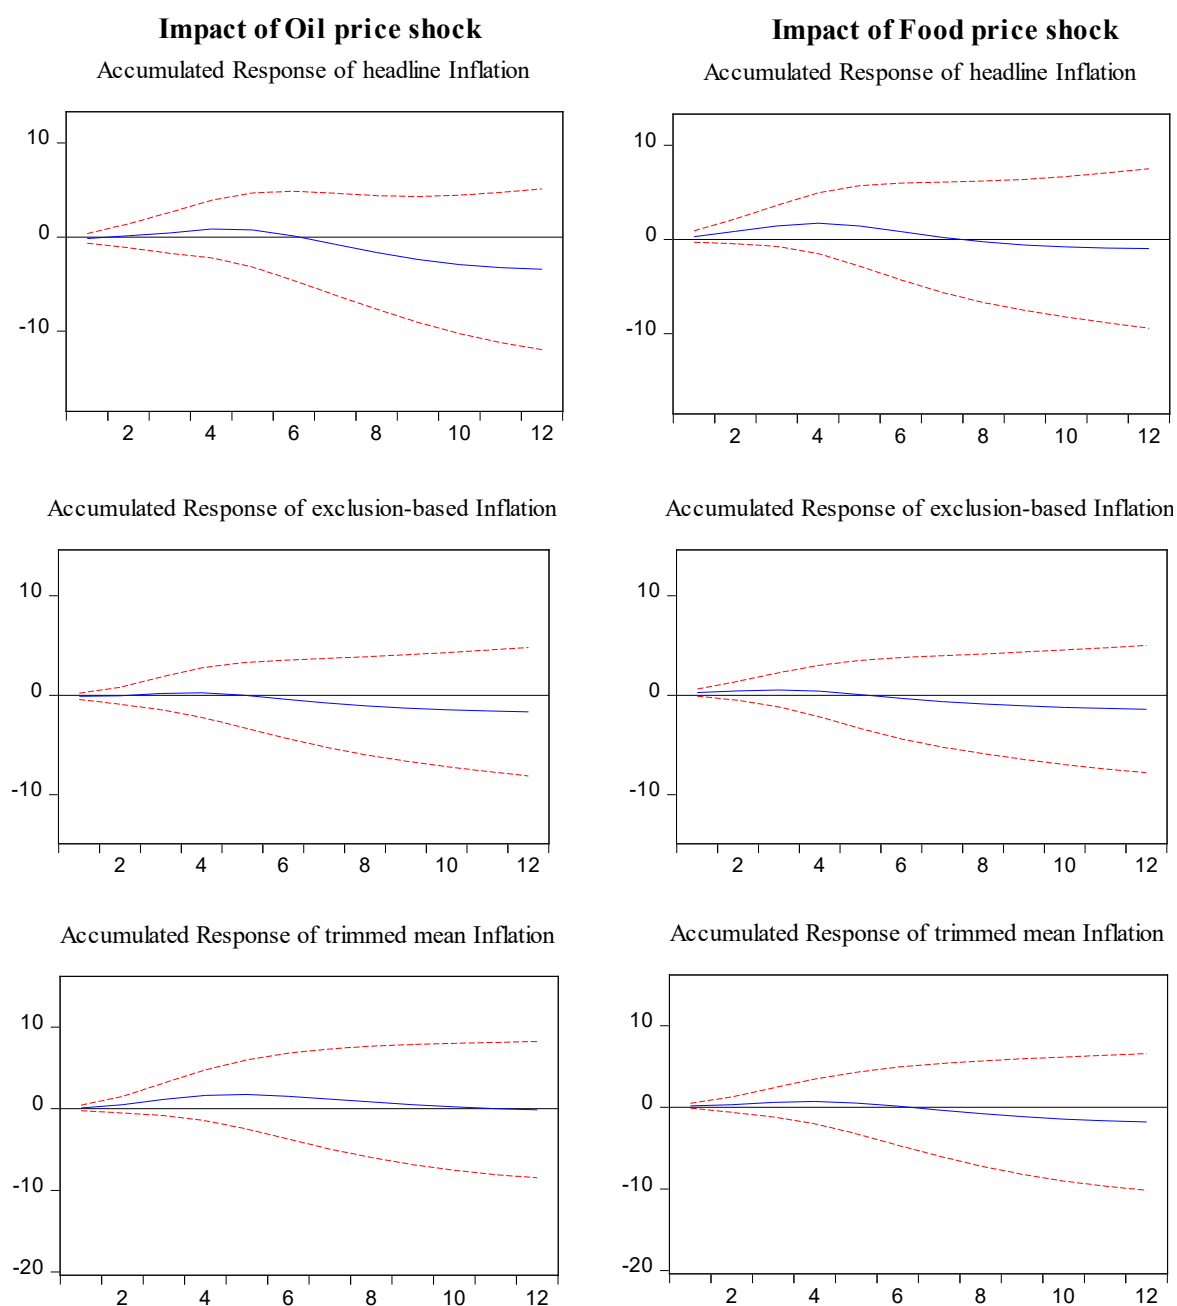 Impact of Oil price shock
Accumulated Response of headline Inflation
10
0
-10
2 4 6 8 10 12
Impact of Food price shock
Accumulated Response of headline Inflation
10
0
-10
2 4 6 8 10 12
Accumulated Response of exclusion-based Inflation
10
0
-10
2 4 6 8 10 12
Accumulated Response of exclusion-based Inflation
10
0
-10
2 4 6 8 10 12
Accumulated Response of trimmed mean Inflation
10
0
-10
-20
2 4 6 8 10 12
Accumulated Response of trimmed mean Inflation
10
0
-10
-20
2 4 6 8 10 12